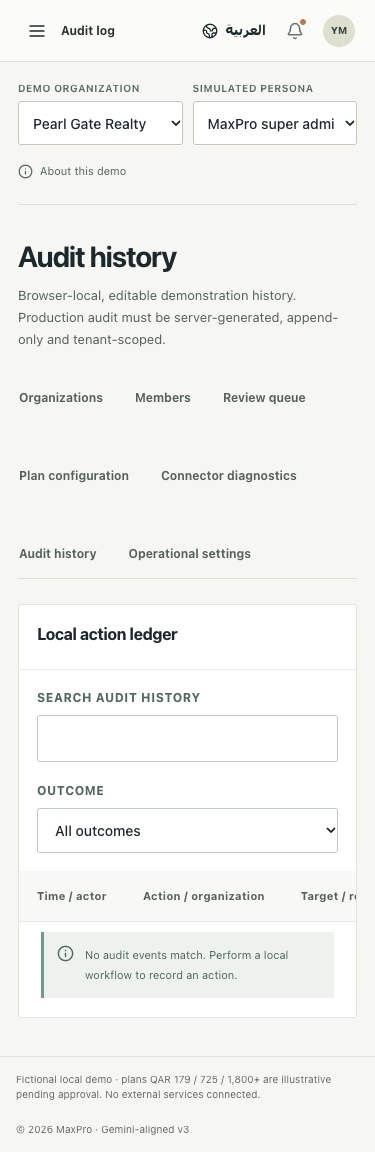 Audit log
العربية
YM
DEMO ORGANIZATION
SIMULATED PERSONA
Pearl Gate Realty
MaxPro super admi
About this demo
Audit history
Browser-local, editable demonstration history.
Production audit must be server-generated, append-
only and tenant-scoped.
Organizations Members Review queue
Plan configuration Connector diagnostics
Audit history Operational settings
Local action ledger
SEARCH AUDIT HISTORY
OUTCOME
All outcomes
Time / actor Action / organization Target / re
No audit events match. Perform a local
workflow to record an action.
Fictional local demo · plans QAR 179 / 725 / 1,800+ are illustrative
pending approval. No external services connected.
© 2026 MaxPro · Gemini-aligned v3